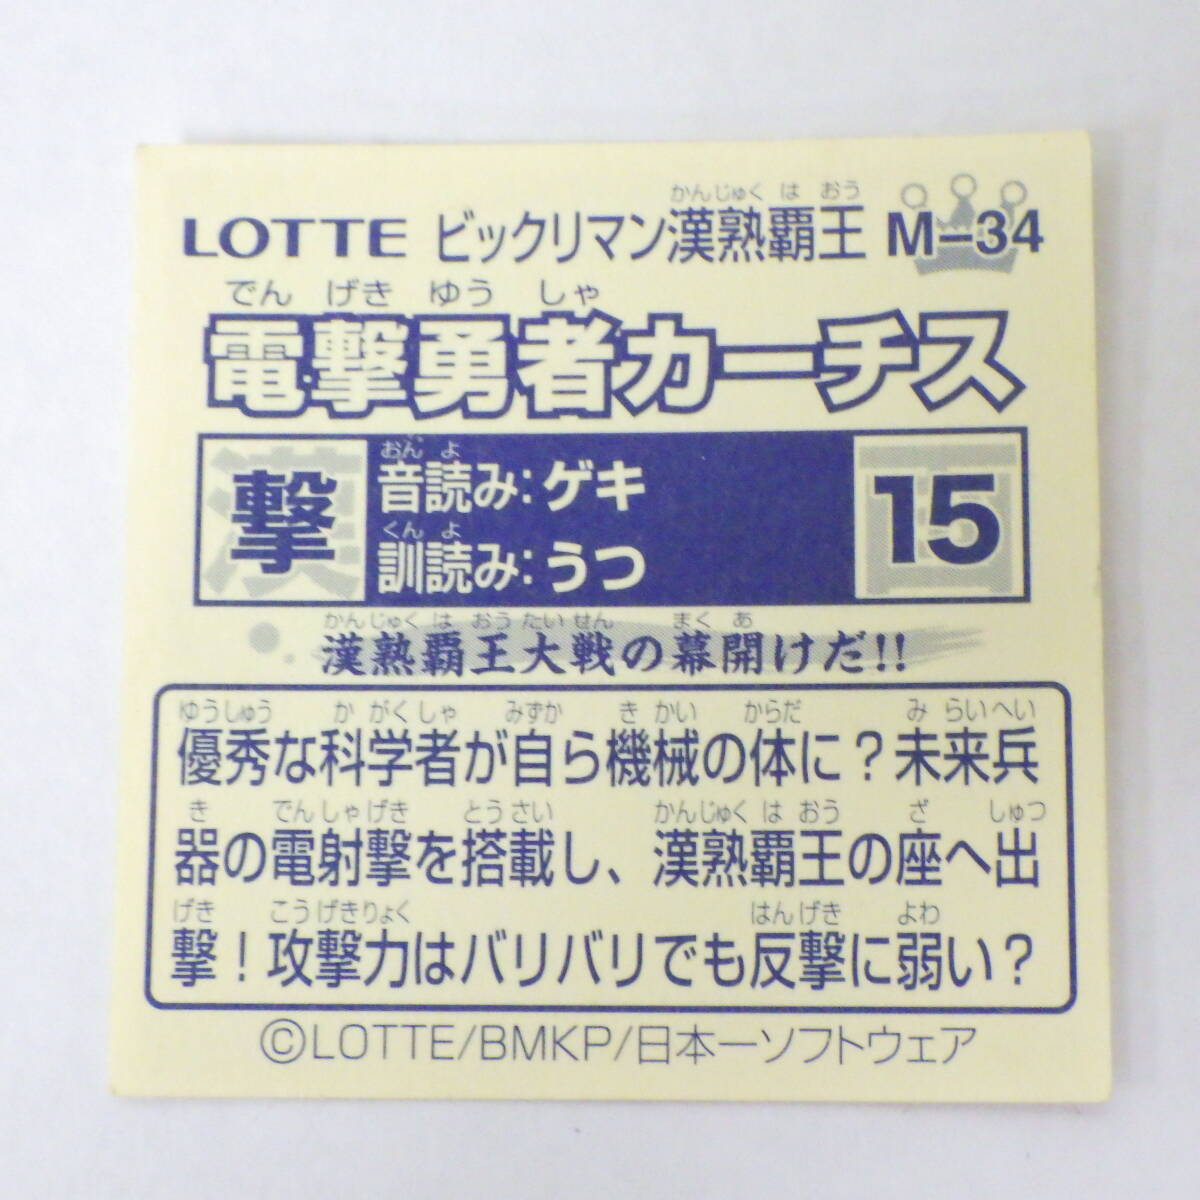 かんじゅく は おう
LOTTE ビックリマン漢熟覇王 M-34
でん げき ゆう しゃ
電撃勇者カーチス
おん よ
撃 音読み:ゲキ 15
くん よ
訓読み:うつ
かんじゅく は おう たい せん まく あ
漢熟覇王大戦の幕開けだ!!
ゆうしゅう か がくしゃ みずか き かい からだ み らいへい
優秀な科学者が自ら機械の体に?未来兵
き でんしゃげき とうさい かんじゅく は おう ざ しゅつ
器の電射撃を搭載し、漢熟覇王の座へ出
げき こうげきりょく はんげき よわ
撃!攻撃力はバリバリでも反撃に弱い?
©LOTTE/BMKP/日本一ソフトウェア